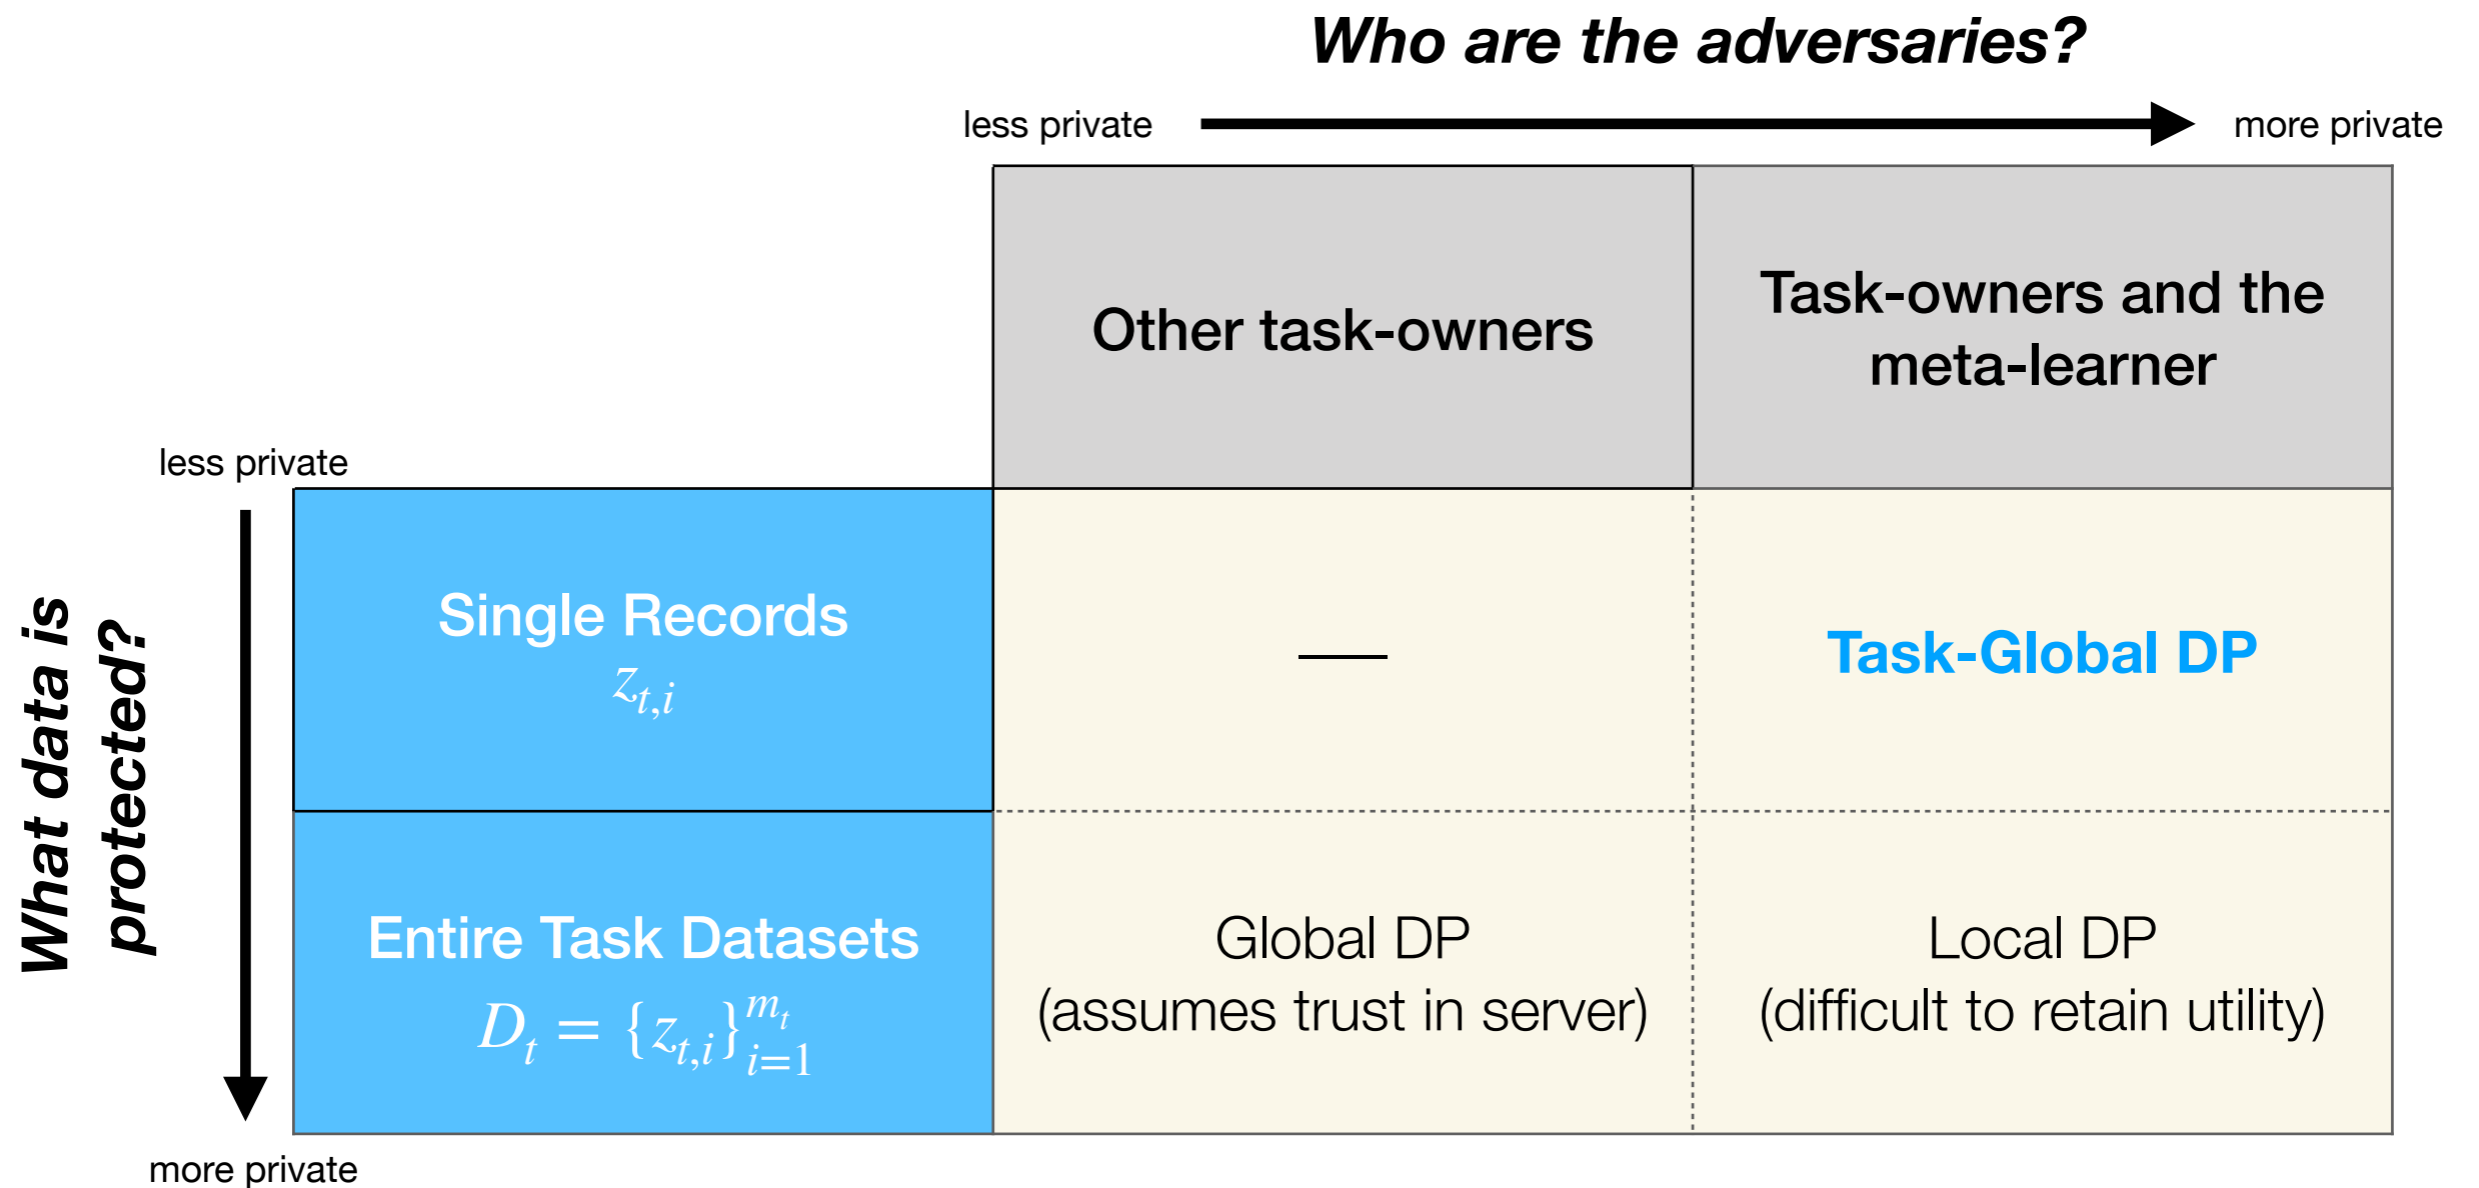 Who are the adversaries?
less private
more private
Other task-owners
Task-owners and the
meta-learner
less private
What data is
protected?
Single Records
z_{t,i}
—
Task-Global DP
Entire Task Datasets
D_t = {z_{t,i}}_{i=1}^{m_t}
Global DP
(assumes trust in server)
Local DP
(difficult to retain utility)
more private